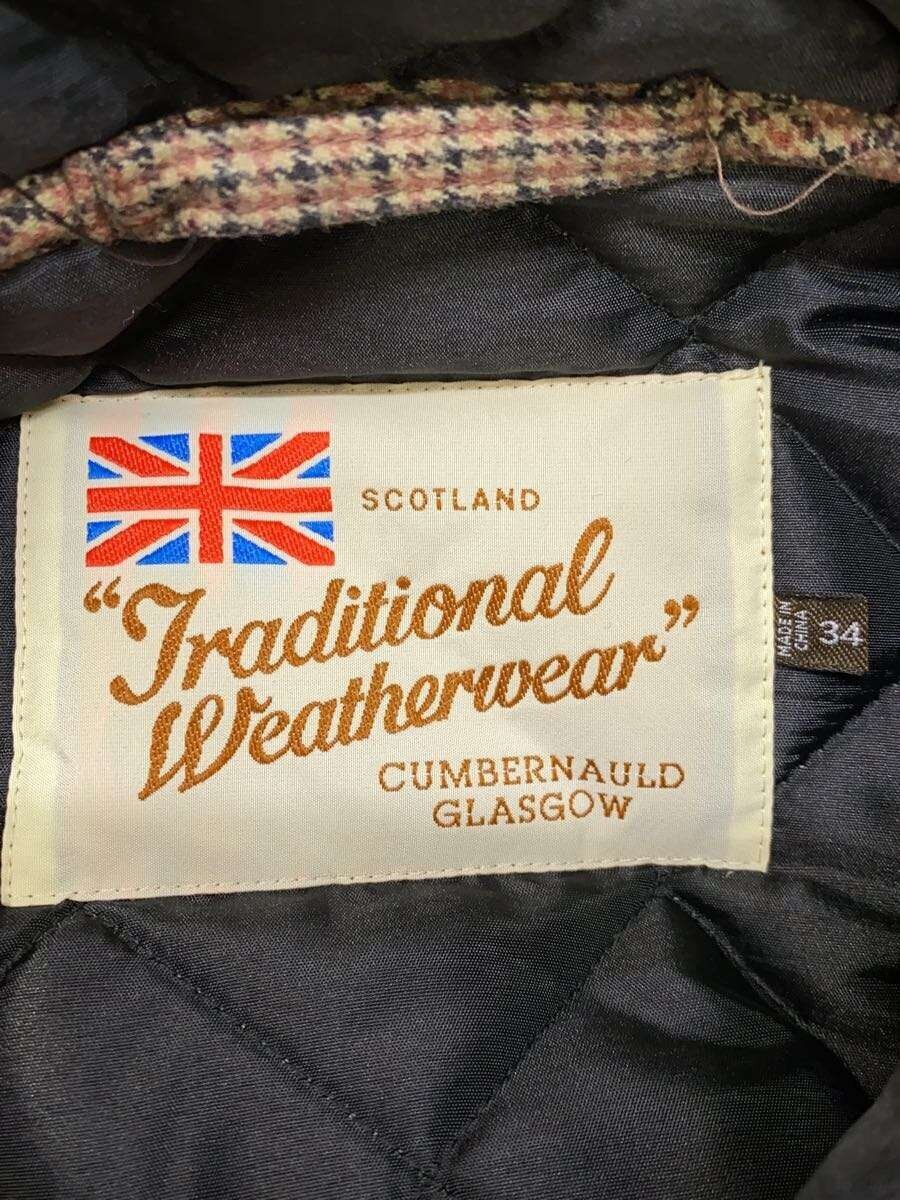 SCOTLAND
“Traditional
Weatherwear”
CUMBERNAULD
GLASGOW
MADE IN
CHINA
34